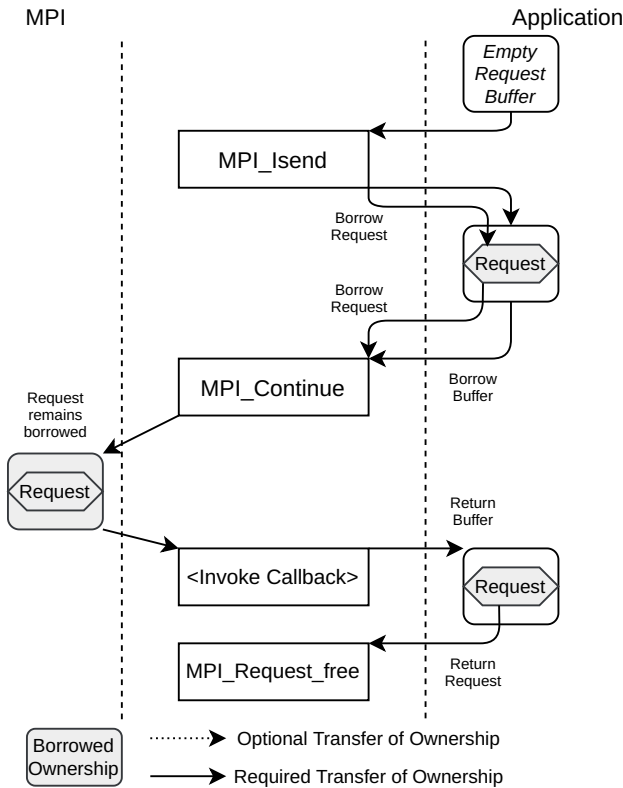 MPI
Application
Empty
Request
Buffer
MPI_Isend
Borrow
Request
Request
Borrow
Request
MPI_Continue
Borrow
Buffer
Request
remains
borrowed
Request
Return
Buffer
<Invoke Callback>
Request
MPI_Request_free
Return
Request
Borrowed
Ownership
Optional Transfer of Ownership
Required Transfer of Ownership